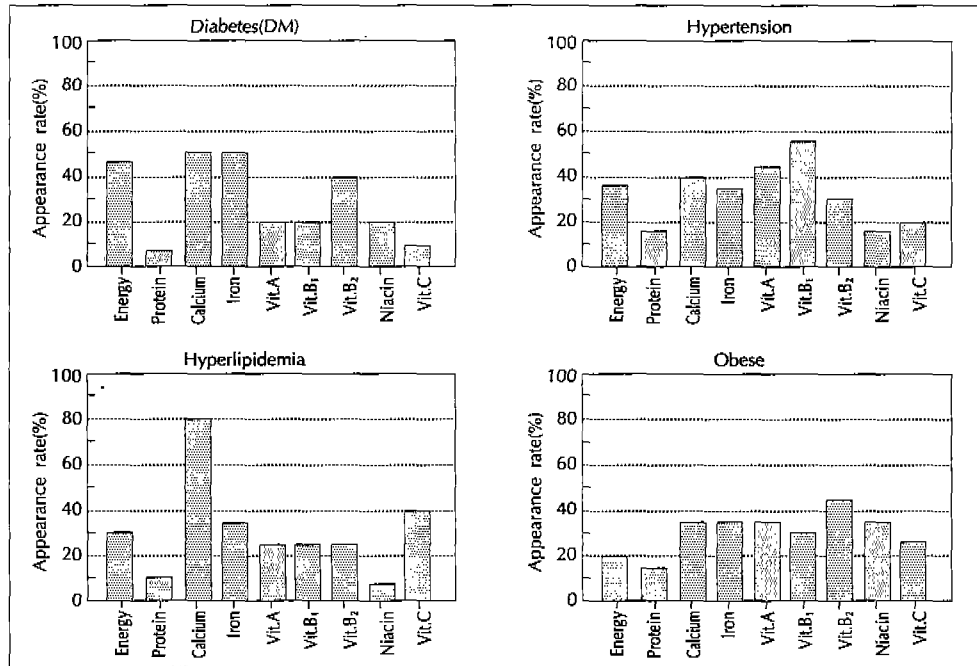 Diabetes(DM)
Appearance rate(%)
100
80
60
40
20
0
Energy
Protein
Calcium
Iron
Vit.A
Vit.B₁
Vit.B₂
Niacin
Vit.C
Hypertension
Appearance rate(%)
100
80
60
40
20
0
Energy
Protein
Calcium
Iron
Vit.A
Vit.B₁
Vit.B₂
Niacin
Vit.C
Hyperlipidemia
Appearance rate(%)
100
80
60
40
20
0
Energy
Protein
Calcium
Iron
Vit.A
Vit.B₁
Vit.B₂
Niacin
Vit.C
Obese
Appearance rate(%)
100
80
60
40
20
0
Energy
Protein
Calcium
Iron
Vit.A
Vit.B₁
Vit.B₂
Niacin
Vit.C